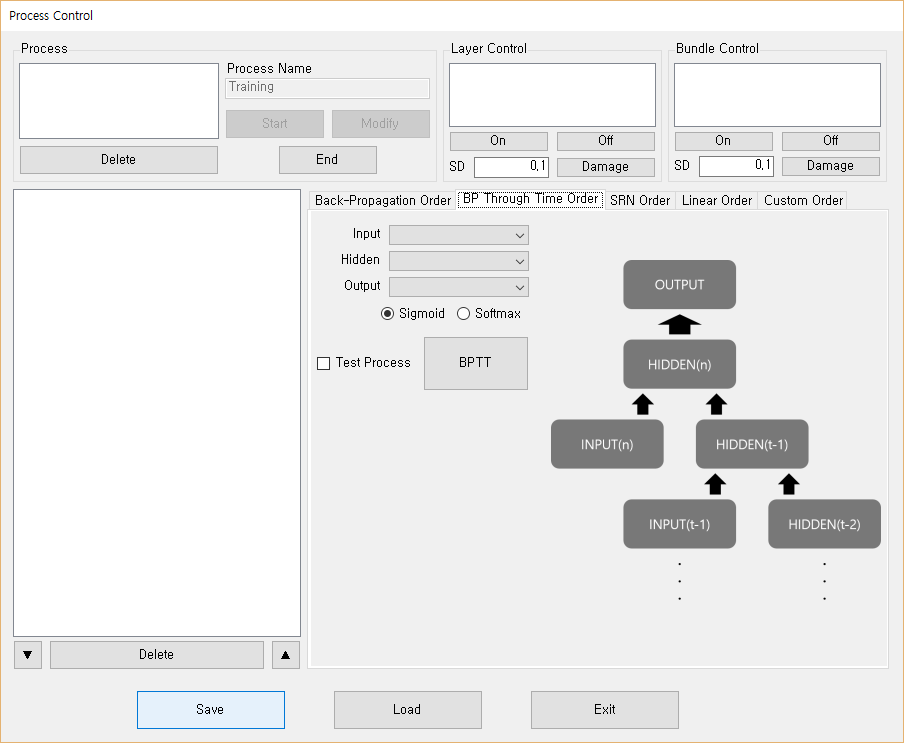 Process Control
Process
Process Name
Training
Start
Modify
Delete
End
Layer Control
On
Off
SD
0,1
Damage
Bundle Control
On
Off
SD
0,1
Damage
Back-Propagation Order
BP Through Time Order
SRN Order
Linear Order
Custom Order
Input
Hidden
Output
Sigmoid
Softmax
Test Process
BPTT
OUTPUT
HIDDEN(n)
INPUT(n)
HIDDEN(t-1)
INPUT(t-1)
HIDDEN(t-2)
▼
Delete
▲
Save
Load
Exit